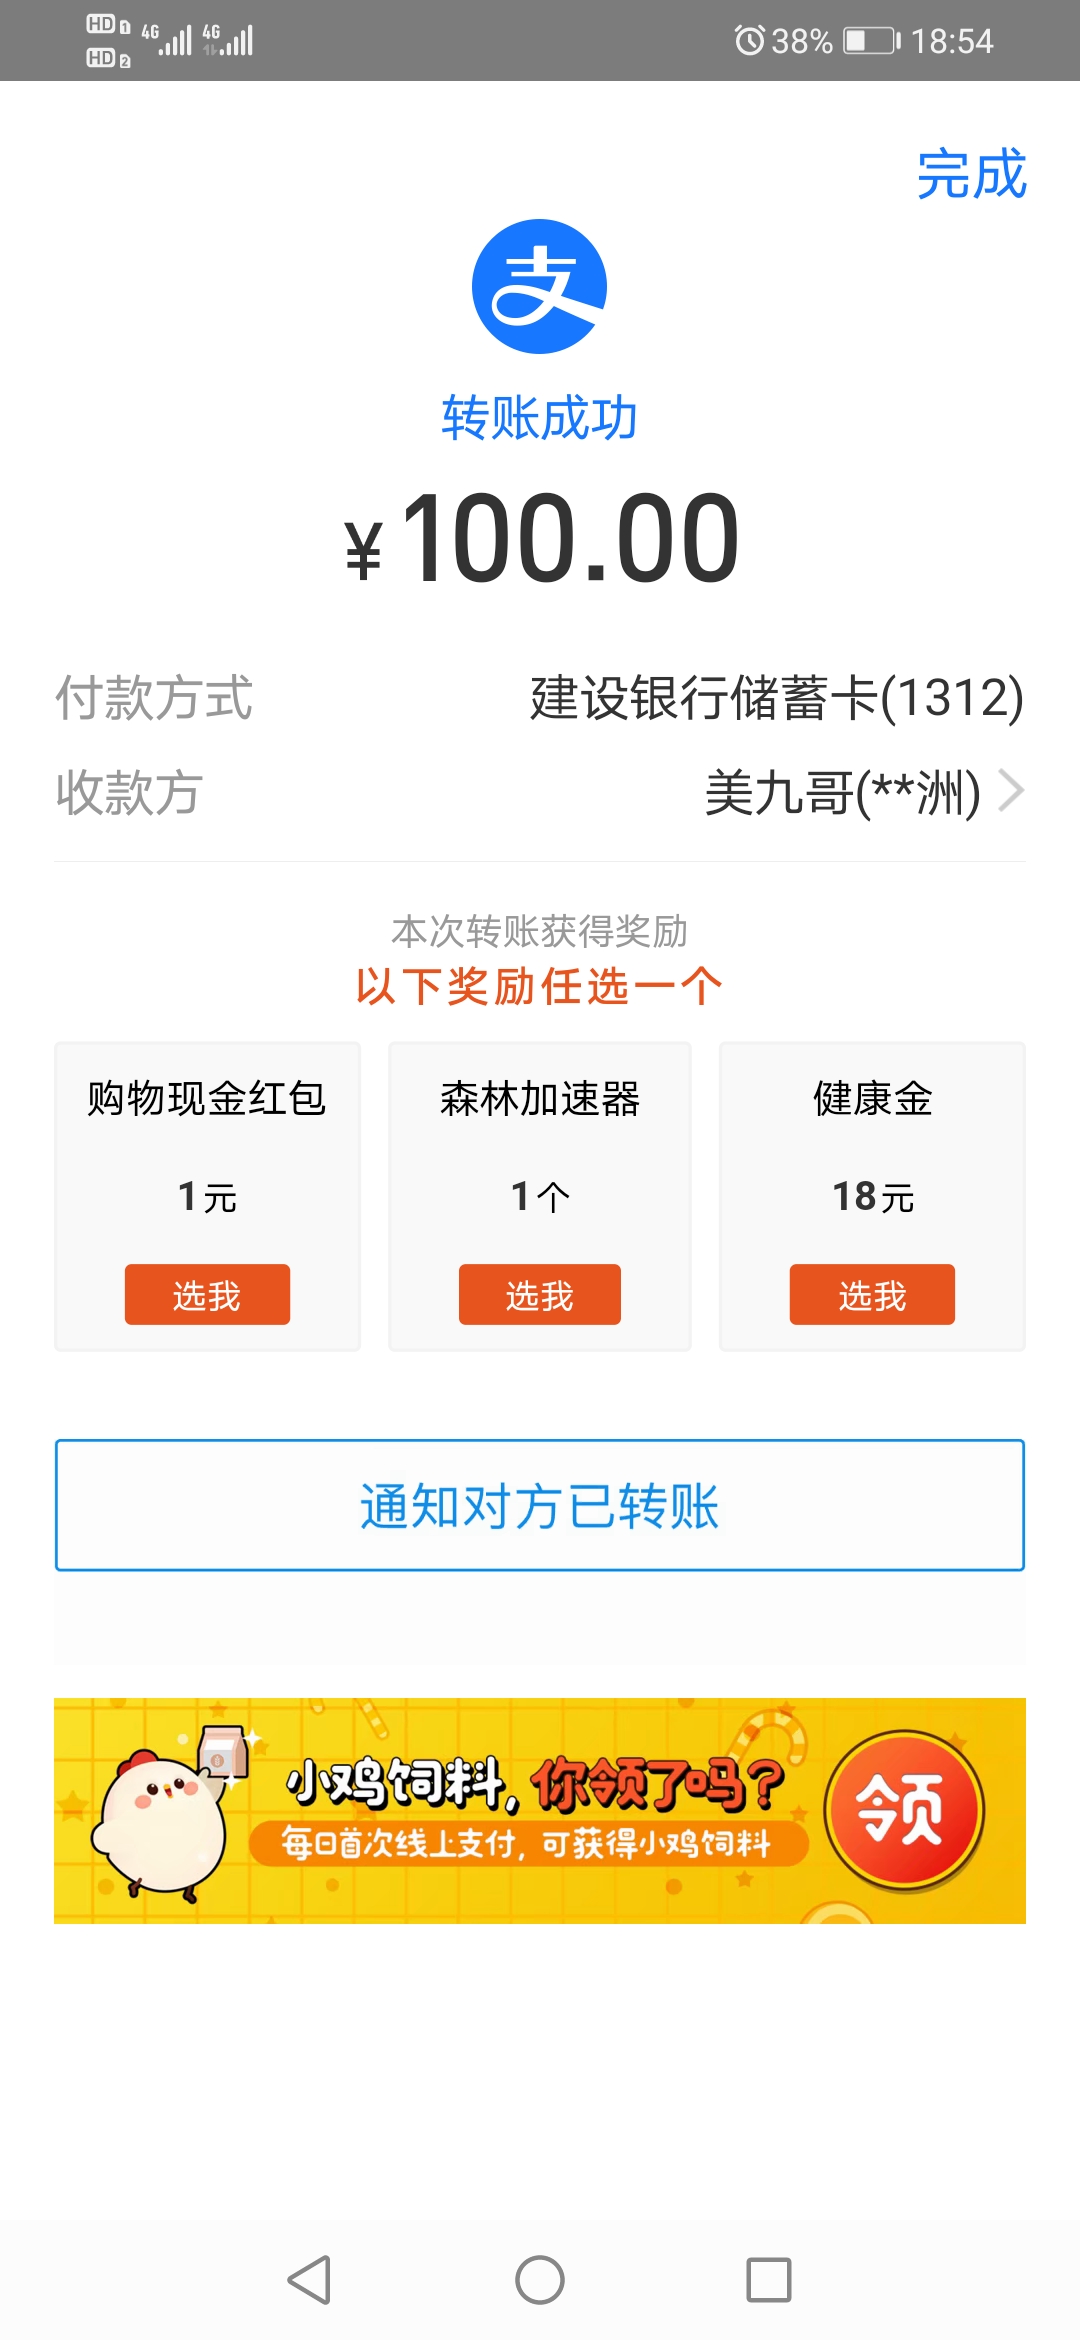 HD 1 4G 4G 38% 18:54
HD 2
完成
支
转账成功
¥100.00
付款方式 建设银行储蓄卡(1312)
收款方 美九哥(**洲)
本次转账获得奖励
以下奖励任选一个
购物现金红包 森林加速器 健康金
1元 1个 18元
选我 选我 选我
通知对方已转账
小鸡饲料,你领了吗?
每日首次线上支付,可获得小鸡饲料
领